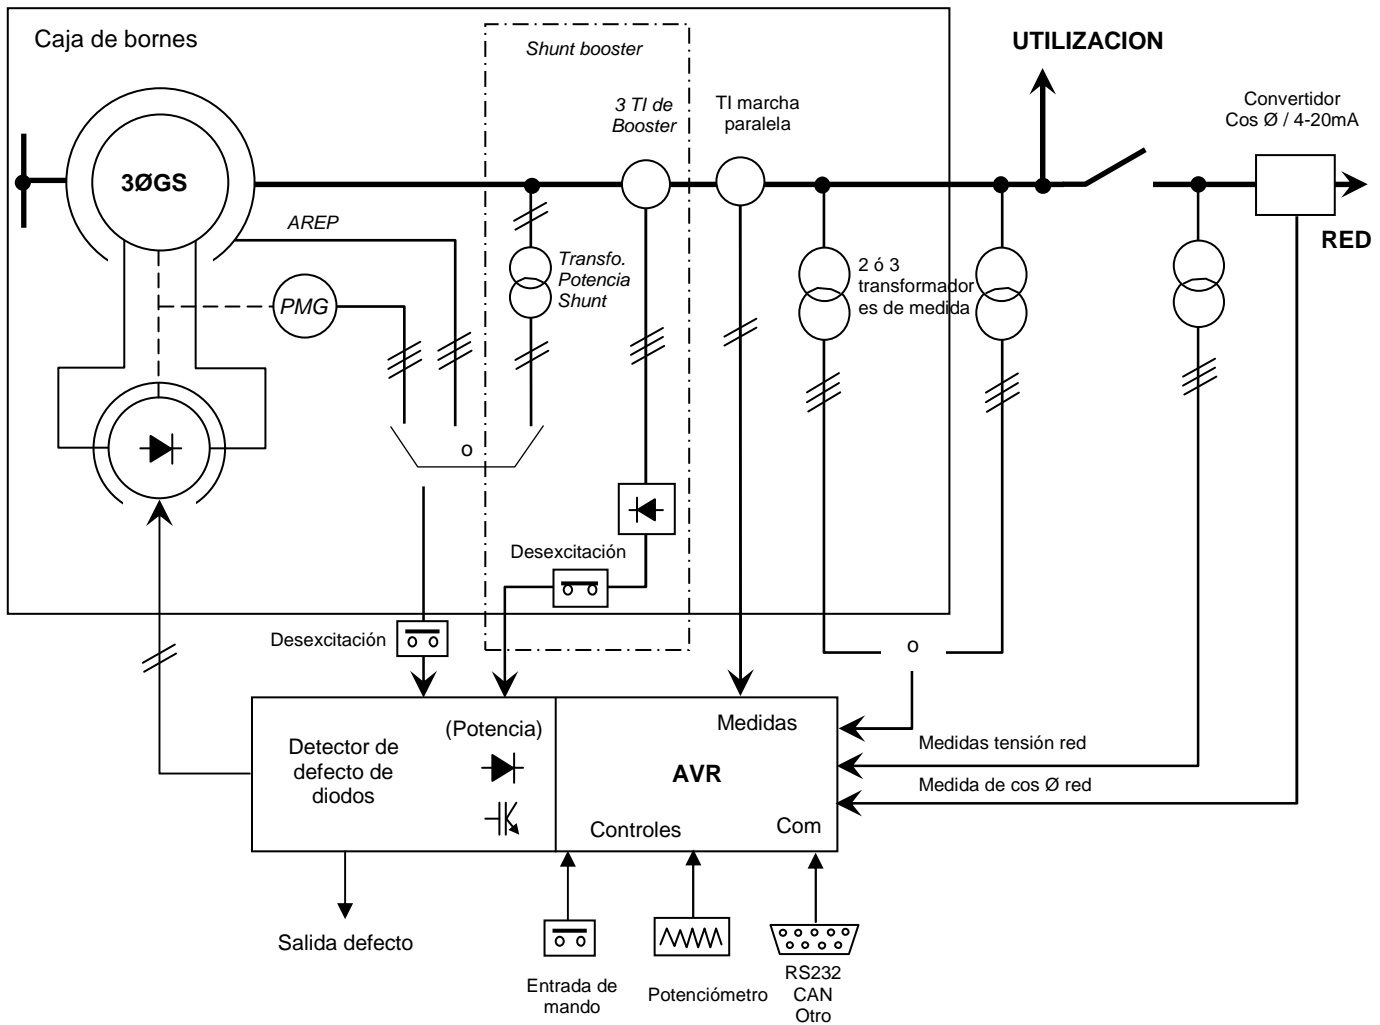 Caja de bornes
Shunt booster
UTILIZACION
3 TI de
Booster
TI marcha
paralela
Convertidor
Cos Ø / 4-20mA
3ØGS
AREP
RED
Transfo.
Potencia
Shunt
2 ó 3
transformador
es de medida
PMG
o
Desexcitación
Desexcitación
o
(Potencia)
Medidas
Detector de
defecto de
diodos
AVR
Medidas tensión red
Medida de cos Ø red
Controles
Com
Salida defecto
Entrada de
mando
Potenciómetro
RS232
CAN
Otro